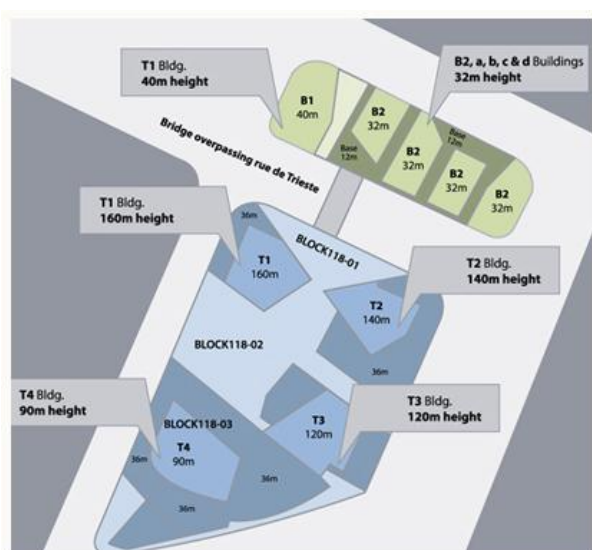 T1 Bldg.
40m height
B2, a, b, c & d Buildings
32m height
B1
40m
B2
32m
Base
12m
B2
32m
Base
12m
B2
32m
B2
32m
Bridge overpassing rue de Trieste
T1 Bldg.
160m height
36m
BLOCK118-01
T1
160m
T2 Bldg.
140m height
T2
140m
BLOCK118-02
36m
T4 Bldg.
90m height
T3 Bldg.
120m height
BLOCK118-03
T3
120m
T4
90m
36m
36m
36m